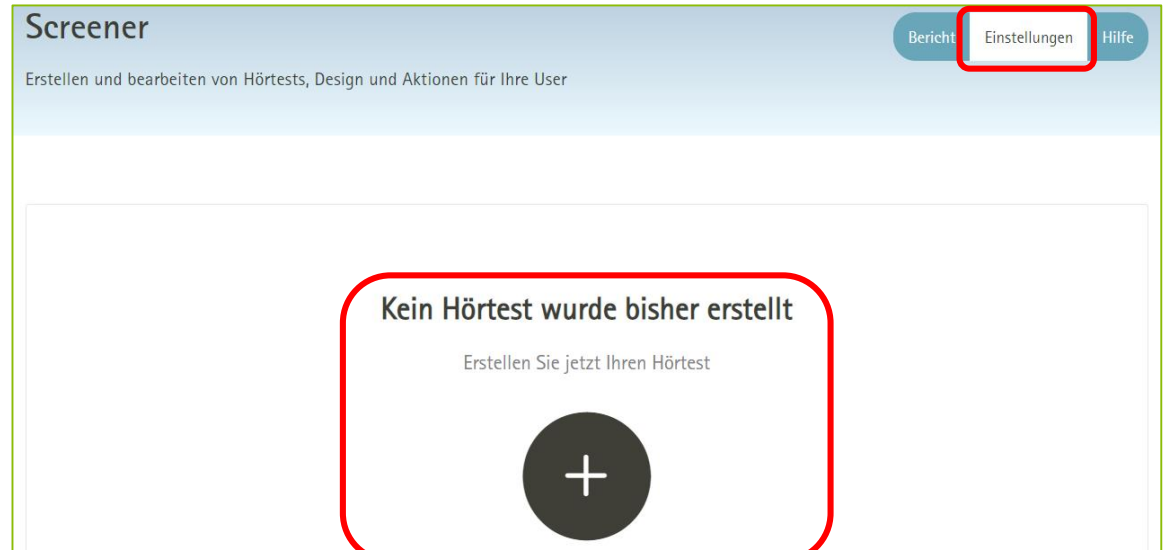 Screener
Bericht Einstellungen Hilfe
Erstellen und bearbeiten von Hörtests, Design und Aktionen für Ihre User
Kein Hörtest wurde bisher erstellt
Erstellen Sie jetzt Ihren Hörtest